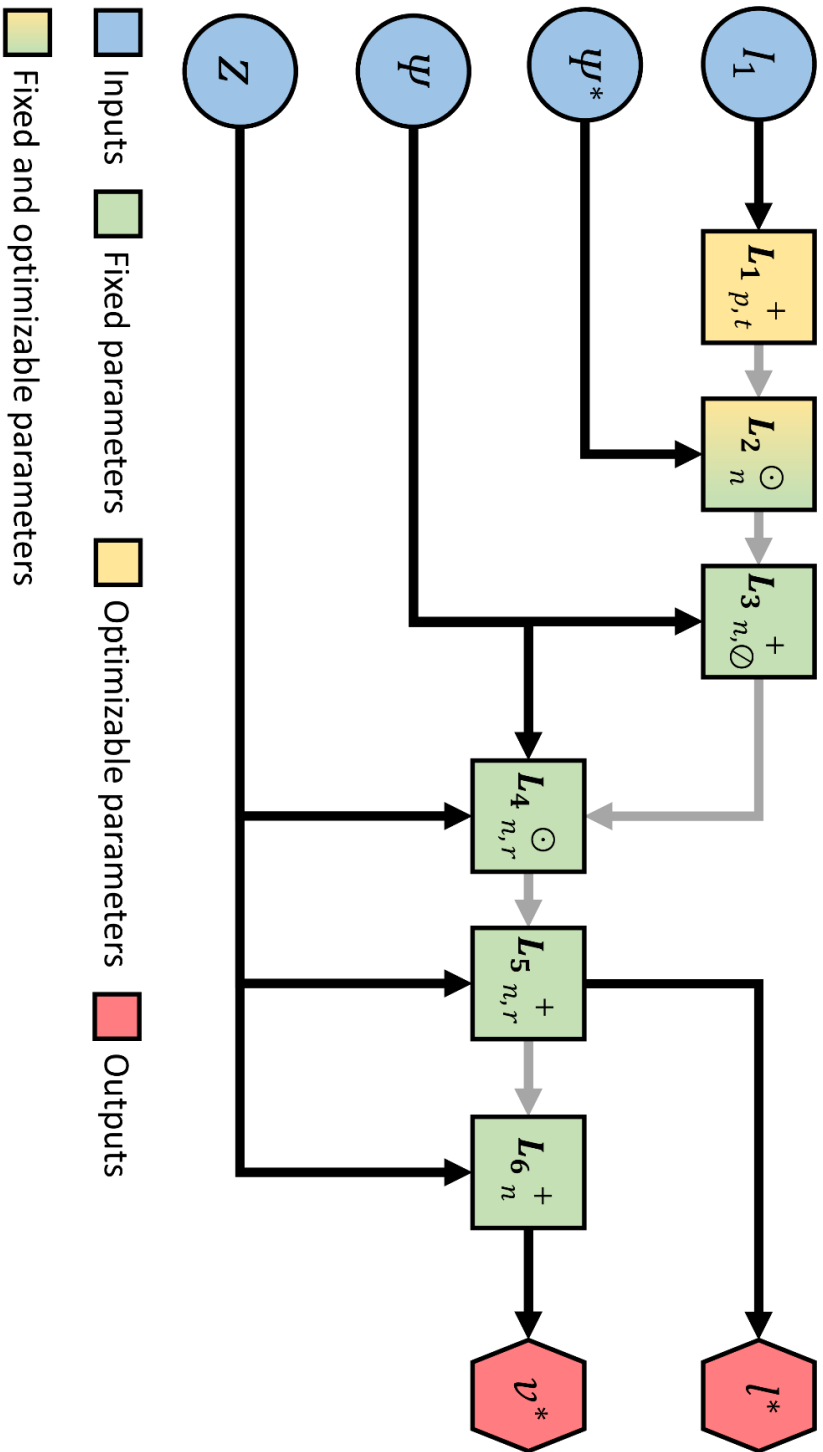 I₁ L₁ +p,t L₂ ⊙n L₃ +n,⊘ l*
Ψ*
L₄ ⊙n,r L₅ +n,r L₆ +n v*
Ψ
Z
Inputs Fixed parameters Optimizable parameters Outputs
Fixed and optimizable parameters